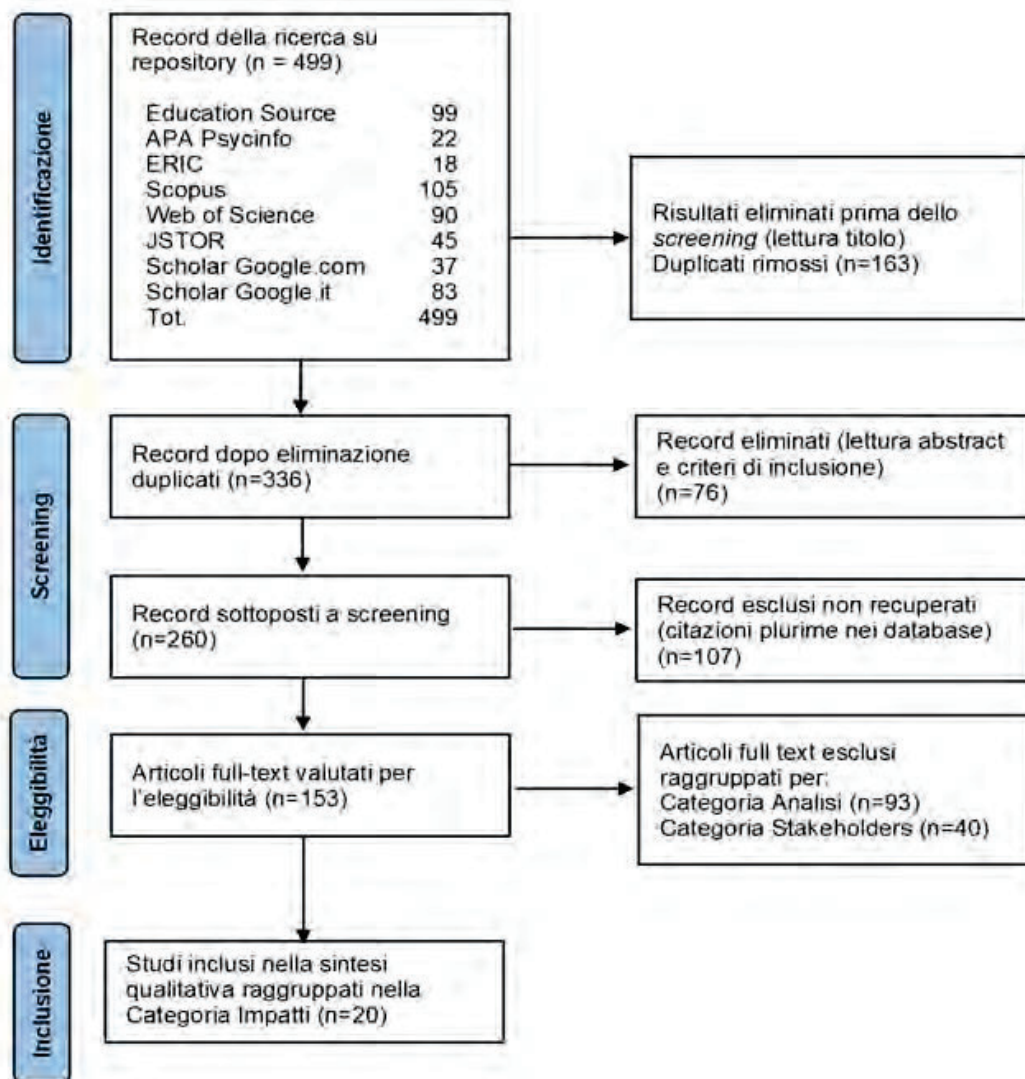 Identificazione
Record della ricerca su
repository (n = 499)
Education Source 99
APA Psycinfo 22
ERIC 18
Scopus 105
Web of Science 90
JSTOR 45
Scholar Google.com 37
Scholar Google.it 83
Tot. 499
Risultati eliminati prima dello
screening (lettura titolo)
Duplicati rimossi (n=163)
Screening
Record dopo eliminazione
duplicati (n=336)
Record eliminati (lettura abstract
e criteri di inclusione)
(n=76)
Record sottoposti a screening
(n=260)
Record esclusi non recuperati
(citazioni plurime nei database)
(n=107)
Eleggibilità
Articoli full-text valutati per
l'eleggibilità (n=153)
Articoli full text esclusi
raggruppati per:
Categoria Analisi (n=93)
Categoria Stakeholders (n=40)
Inclusione
Studi inclusi nella sintesi
qualitativa raggruppati nella
Categoria Impatti (n=20)